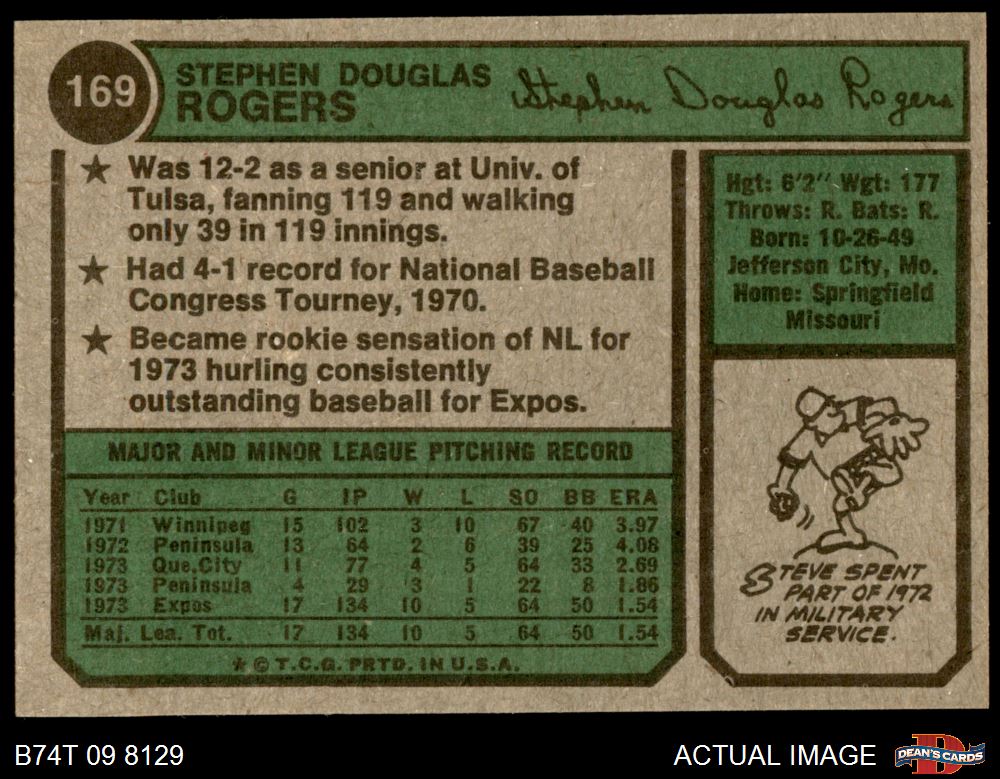 169
STEPHEN DOUGLAS
ROGERS
Stephen Douglas Rogers
★ Was 12-2 as a senior at Univ. of
Tulsa, fanning 119 and walking
only 39 in 119 innings.
★ Had 4-1 record for National Baseball
Congress Tourney, 1970.
★ Became rookie sensation of NL for
1973 hurling consistently
outstanding baseball for Expos.
MAJOR AND MINOR LEAGUE PITCHING RECORD
Year Club G IP W L SO BB ERA
1971 Winnipeg 15 102 3 10 67 40 3.97
1972 Peninsula 13 64 2 6 39 25 4.08
1973 Que.City 11 77 4 5 64 33 2.69
1973 Peninsula 4 29 3 1 22 8 1.86
1973 Expos 17 134 10 5 64 50 1.54
Maj. Lea. Tot. 17 134 10 5 64 50 1.54
★ © T.C.G. PRTD. IN U.S.A.
Hgt: 6'2" Wgt: 177
Throws: R. Bats: R.
Born: 10-26-49
Jefferson City, Mo.
Home: Springfield
Missouri
STEVE SPENT
PART OF 1972
IN MILITARY
SERVICE.
B74T 09 8129
ACTUAL IMAGE
DEAN'S CARDS